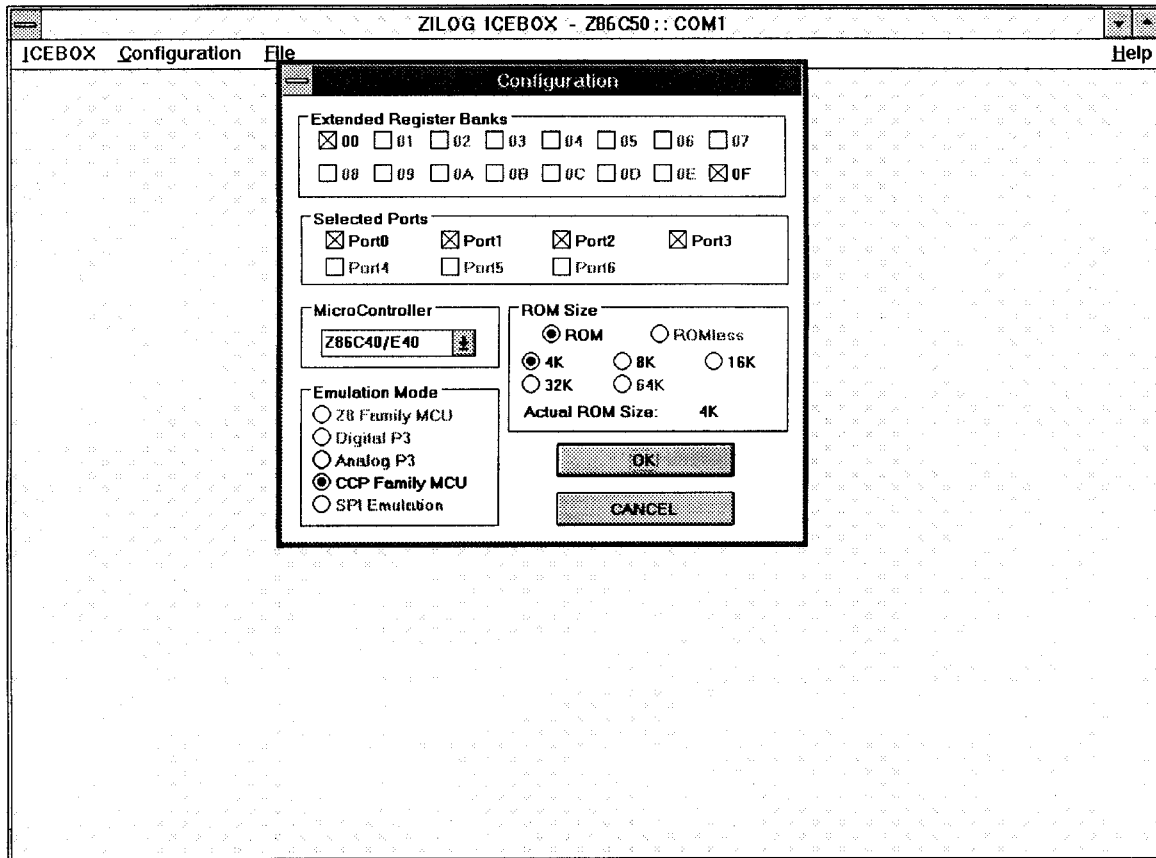 ZILOG ICEBOX - Z86C50 :: COM1
ICEBOX Configuration File Help
Configuration
Extended Register Banks
00 01 02 03 04 05 06 07
08 09 0A 0B 0C 0D 0E 0F
Selected Ports
Port0 Port1 Port2 Port3
Port4 Port5 Port6
MicroController
Z86C40/E40
ROM Size
ROM ROMless
4K 8K 16K
32K 64K
Actual ROM Size: 4K
Emulation Mode
Z8 Family MCU
Digital P3
Analog P3
CCP Family MCU
SPI Emulation
OK
CANCEL